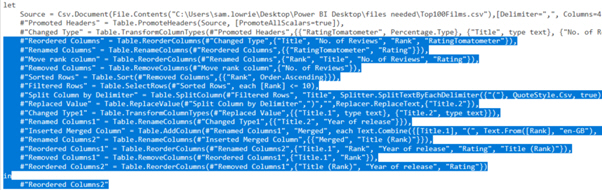 let
Source = Csv.Document(File.Contents("C:\Users\sam.lowrie\Desktop\Power BI Desktop\files needed\Top100Films.csv"),[Delimiter=",", Columns=4
#"Promoted Headers" = Table.PromoteHeaders(Source, [PromoteAllScalars=true]),
#"Changed Type" = Table.TransformColumnTypes(#"Promoted Headers",{{"RatingTomatometer", Percentage.Type}, {"Title", type text}, {"No. of R
#"Reordered Columns" = Table.ReorderColumns(#"Changed Type",{"Title", "No. of Reviews", "Rank", "RatingTomatometer"}),
#"Renamed Columns" = Table.RenameColumns(#"Reordered Columns",{{"RatingTomatometer", "Rating"}}),
#"Move rank column" = Table.ReorderColumns(#"Renamed Columns",{"Rank", "Title", "No. of Reviews", "Rating"}),
#"Removed Columns" = Table.RemoveColumns(#"Move rank column",{"No. of Reviews"}),
#"Sorted Rows" = Table.Sort(#"Removed Columns",{{"Rank", Order.Ascending}}),
#"Filtered Rows" = Table.SelectRows(#"Sorted Rows", each [Rank] <= 10),
#"Split Column by Delimiter" = Table.SplitColumn(#"Filtered Rows", "Title", Splitter.SplitTextByEachDelimiter({"("}, QuoteStyle.Csv, true),
#"Replaced Value" = Table.ReplaceValue(#"Split Column by Delimiter",")","",Replacer.ReplaceText,{"Title.2"}),
#"Changed Type1" = Table.TransformColumnTypes(#"Replaced Value",{{"Title.1", type text}, {"Title.2", type text}}),
#"Renamed Columns1" = Table.RenameColumns(#"Changed Type1",{{"Title.2", "Year of release"}}),
#"Inserted Merged Column" = Table.AddColumn(#"Renamed Columns1", "Merged", each Text.Combine({[Title.1], "(", Text.From([Rank], "en-GB"),
#"Renamed Columns2" = Table.RenameColumns(#"Inserted Merged Column",{{"Merged", "Title (Rank)"}}),
#"Reordered Columns1" = Table.ReorderColumns(#"Renamed Columns2",{"Title.1", "Rank", "Year of release", "Rating", "Title (Rank)"}),
#"Removed Columns1" = Table.RemoveColumns(#"Reordered Columns1",{"Title.1", "Rank"}),
#"Reordered Columns2" = Table.ReorderColumns(#"Removed Columns1",{"Title (Rank)", "Year of release", "Rating"})
in
#"Reordered Columns2"